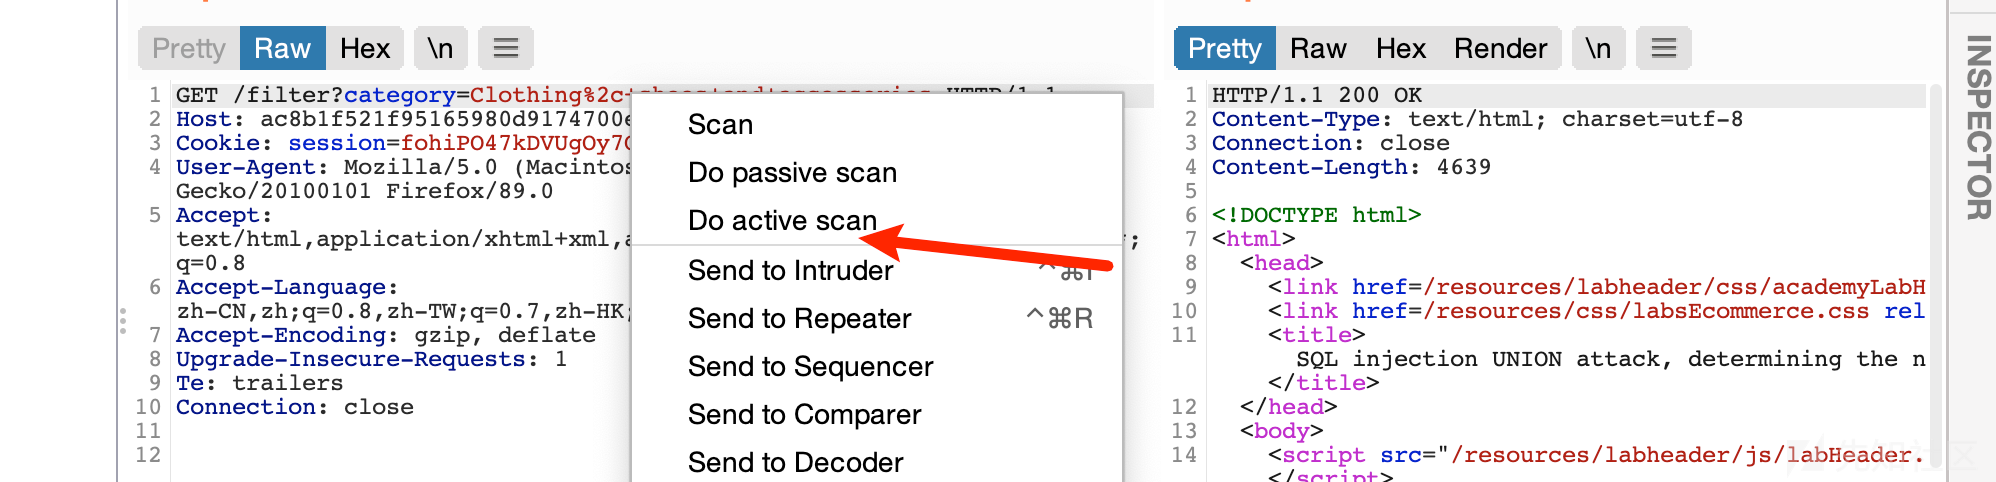 Pretty Raw Hex \n
1 GET /filter?category=Clothing%2c+shoes+and+accessories HTTP/1.1
2 Host: ac8b1f521f95165980d9174700
3 Cookie: session=fohiPO47kDVUgOy7
4 User-Agent: Mozilla/5.0 (Macintos
Gecko/20100101 Firefox/89.0
5 Accept:
text/html,application/xhtml+xml, ;
q=0.8
6 Accept-Language:
zh-CN,zh;q=0.8,zh-TW;q=0.7,zh-HK;
7 Accept-Encoding: gzip, deflate
8 Upgrade-Insecure-Requests: 1
9 Te: trailers
10 Connection: close
11
12
Scan
Do passive scan
Do active scan
Send to Intruder ^⌘I
Send to Repeater ^⌘R
Send to Sequencer
Send to Comparer
Send to Decoder
Pretty Raw Hex Render \n
1 HTTP/1.1 200 OK
2 Content-Type: text/html; charset=utf-8
3 Connection: close
4 Content-Length: 4639
5
6 <!DOCTYPE html>
7 <html>
8 <head>
9 <link href=/resources/labheader/css/academyLabH
10 <link href=/resources/css/labsEcommerce.css rel
11 <title>
SQL injection UNION attack, determining the n
</title>
12 </head>
13 <body>
14 <script src="/resources/labheader/js/labHeader.
</script>
INSPECTOR
先知社区